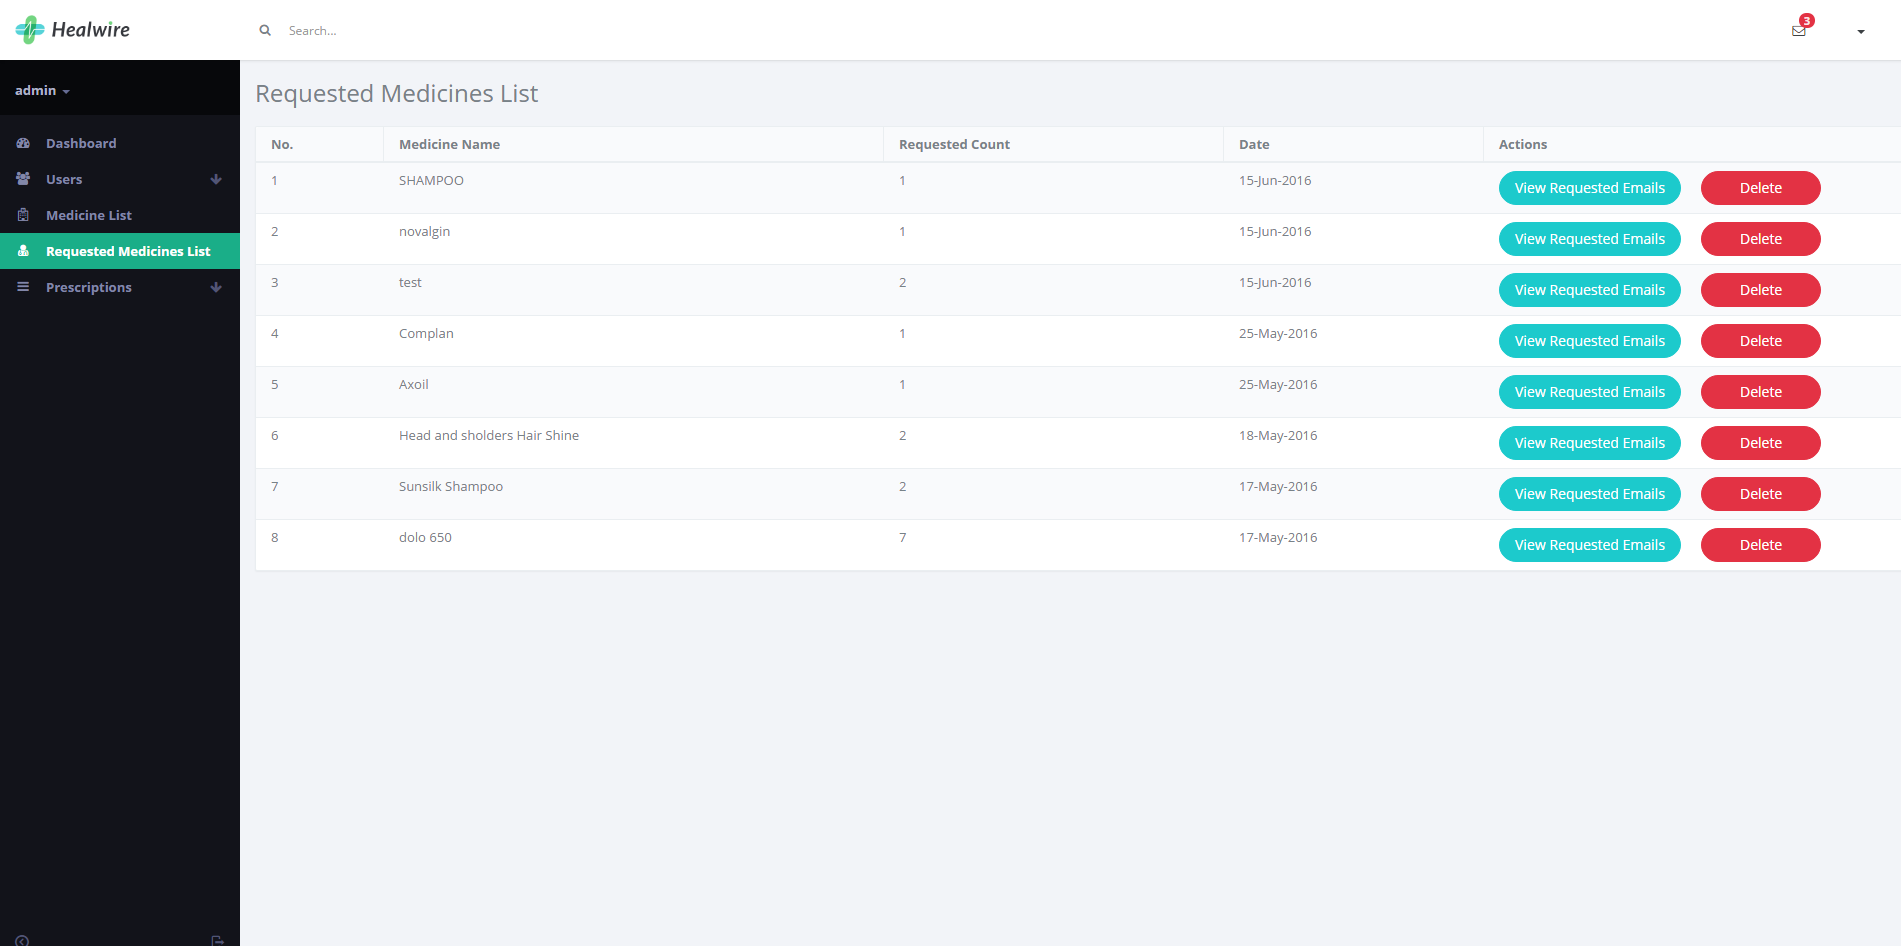 Healwire
Search...
3
admin
Dashboard
Users
Medicine List
Requested Medicines List
Prescriptions
Requested Medicines List
No. Medicine Name Requested Count Date Actions
1 SHAMPOO 1 15-Jun-2016 View Requested Emails Delete
2 novalgin 1 15-Jun-2016 View Requested Emails Delete
3 test 2 15-Jun-2016 View Requested Emails Delete
4 Complan 1 25-May-2016 View Requested Emails Delete
5 Axoil 1 25-May-2016 View Requested Emails Delete
6 Head and sholders Hair Shine 2 18-May-2016 View Requested Emails Delete
7 Sunsilk Shampoo 2 17-May-2016 View Requested Emails Delete
8 dolo 650 7 17-May-2016 View Requested Emails Delete